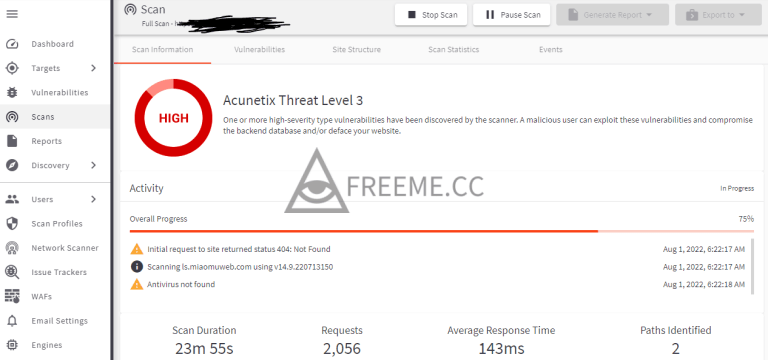 Scan
Full Scan -
Stop Scan
Pause Scan
Generate Report
Export to
Dashboard
Targets
Vulnerabilities
Scans
Reports
Discovery
Users
Scan Profiles
Network Scanner
Issue Trackers
WAFs
Email Settings
Engines
Scan Information
Vulnerabilities
Site Structure
Scan Statistics
Events
HIGH
Acunetix Threat Level 3
One or more high-severity type vulnerabilities have been discovered by the scanner. A malicious user can exploit these vulnerabilities and compromise
the backend database and/or deface your website.
FREEME.CC
Activity
In Progress
Overall Progress
75%
Initial request to site returned status 404: Not Found
Aug 1, 2022, 6:22:17 AM
Scanning ls.miaomuweb.com using v14.9.220713150
Aug 1, 2022, 6:22:17 AM
Antivirus not found
Aug 1, 2022, 6:22:18 AM
Scan Duration
23m 55s
Requests
2,056
Average Response Time
143ms
Paths Identified
2